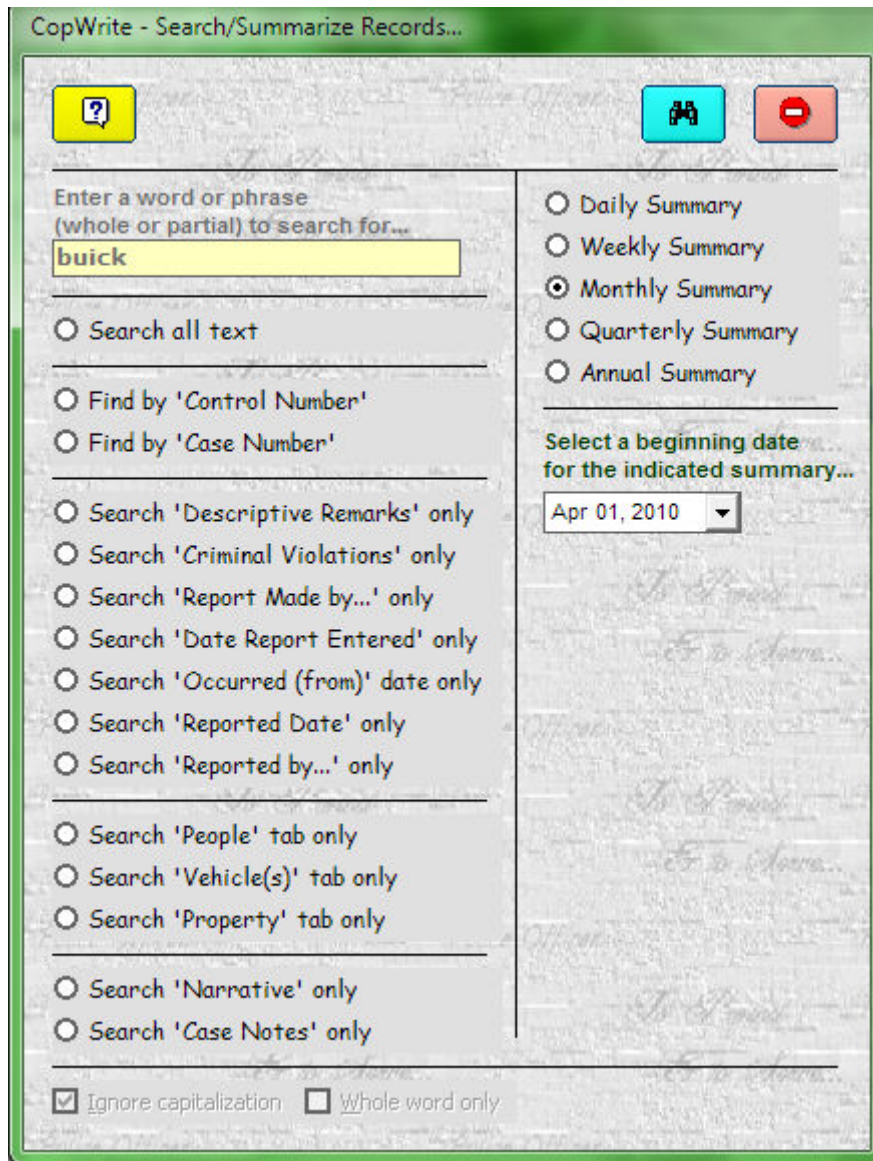 CopWrite - Search/Summarize Records...
Enter a word or phrase
(whole or partial) to search for...
buick
Search all text
Find by 'Control Number'
Find by 'Case Number'
Search 'Descriptive Remarks' only
Search 'Criminal Violations' only
Search 'Report Made by...' only
Search 'Date Report Entered' only
Search 'Occurred (from)' date only
Search 'Reported Date' only
Search 'Reported by...' only
Search 'People' tab only
Search 'Vehicle(s)' tab only
Search 'Property' tab only
Search 'Narrative' only
Search 'Case Notes' only
Daily Summary
Weekly Summary
Monthly Summary
Quarterly Summary
Annual Summary
Select a beginning date
for the indicated summary...
Apr 01, 2010
Ignore capitalization
Whole word only